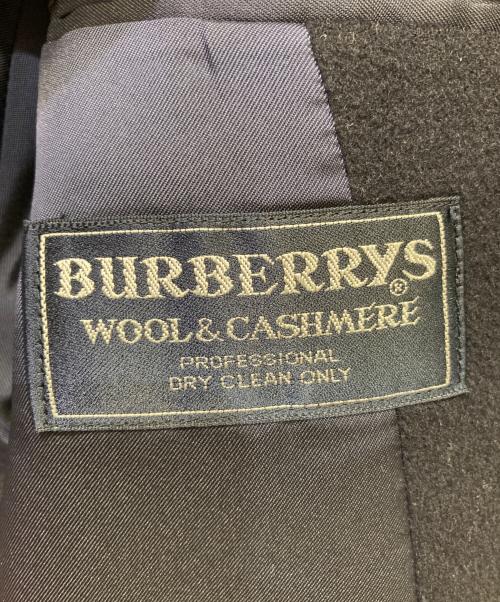 BURBERRYS®
WOOL & CASHMERE
PROFESSIONAL
DRY CLEAN ONLY